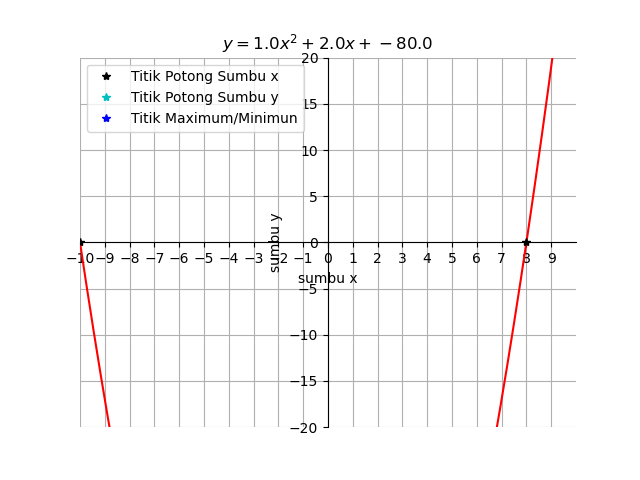 y = 1.0x² + 2.0x + − 80.0
Titik Potong Sumbu x
Titik Potong Sumbu y
Titik Maximum/Minimun
20
15
10
5
0
−5
−10
−15
−20
sumbu y
−10 −9 −8 −7 −6 −5 −4 −3 −2 −1 0 1 2 3 4 5 6 7 8 9
sumbu x